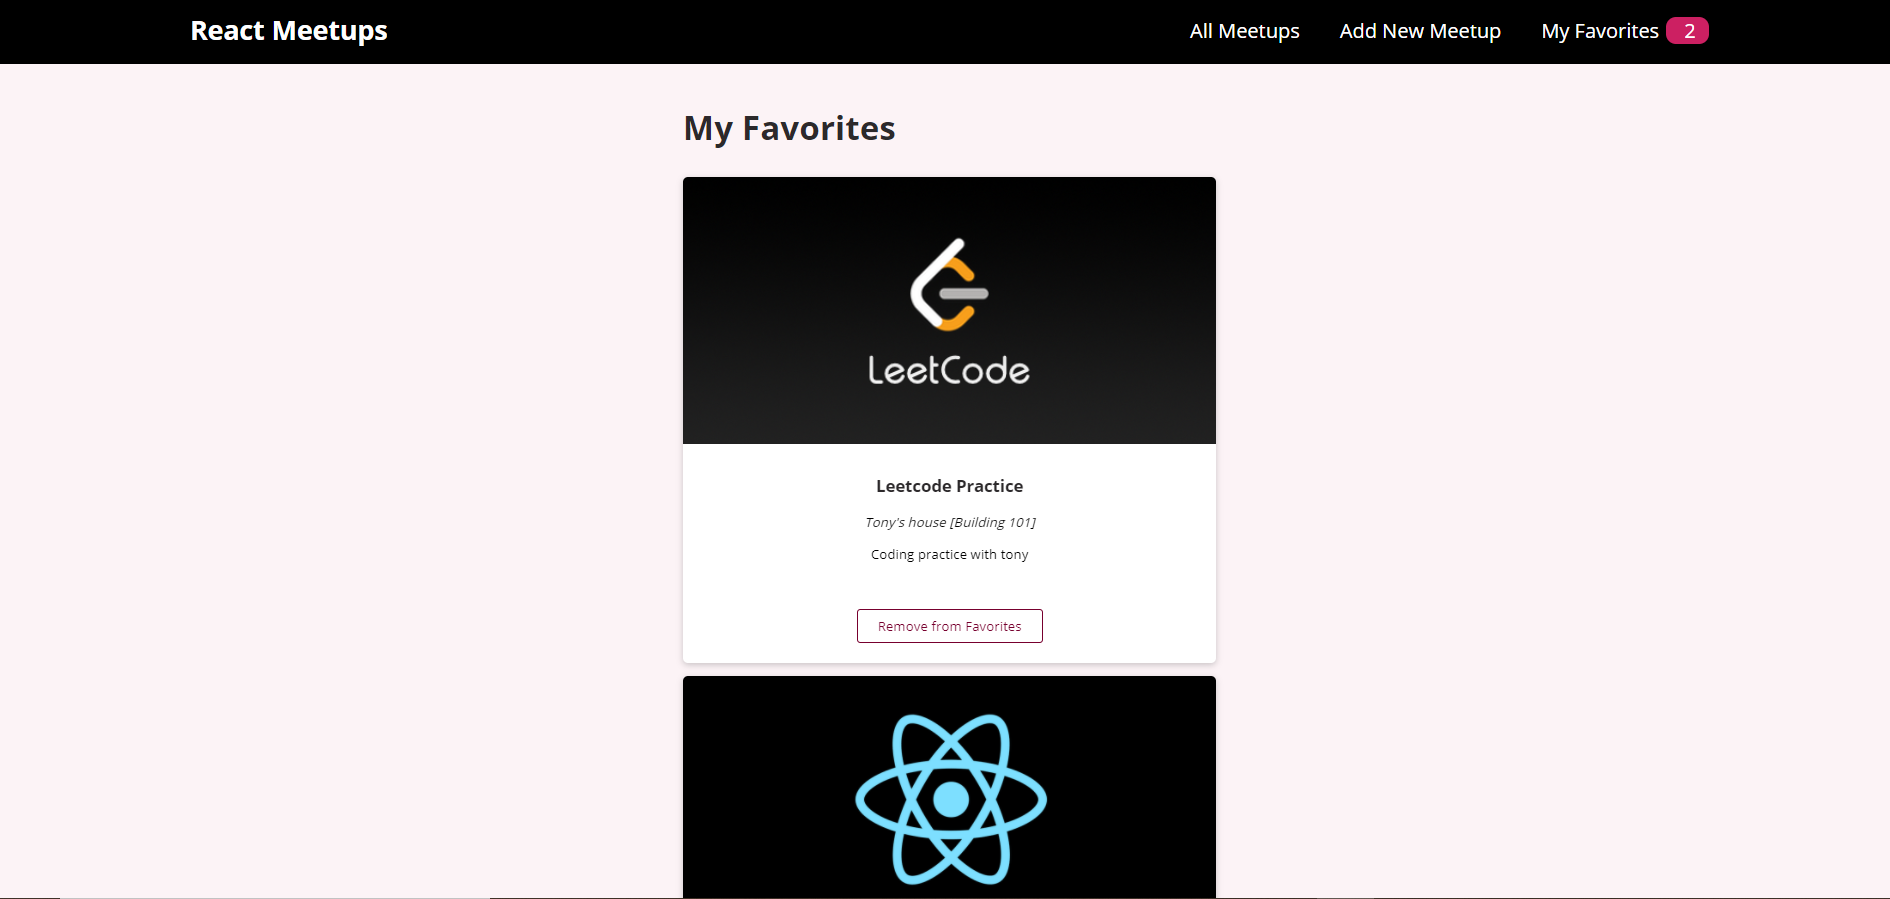 React Meetups
All Meetups
Add New Meetup
My Favorites 2
My Favorites
LeetCode
Leetcode Practice
Tony's house [Building 101]
Coding practice with tony
Remove from Favorites